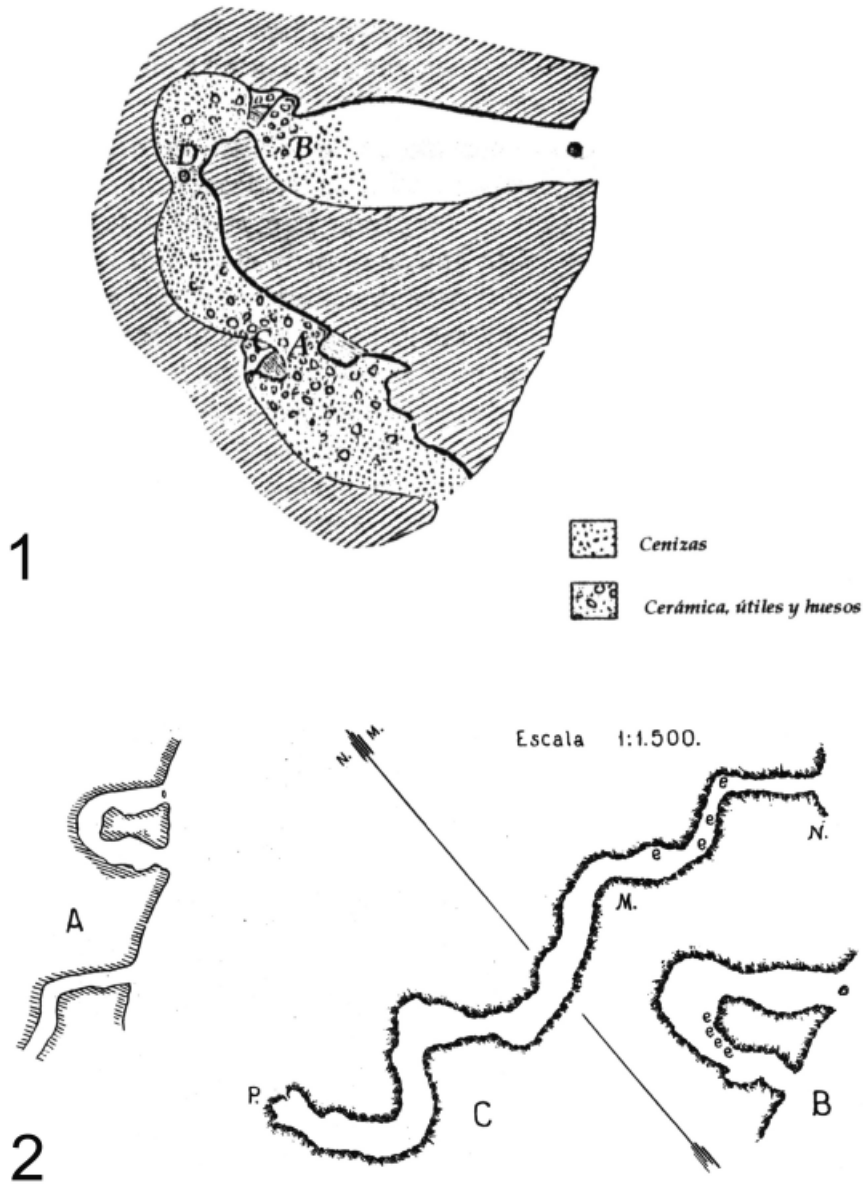 B
D
C A
1
Cenizas
Cerámica, útiles y huesos
N. M.
Escala 1:1.500.
e
e
N.
e
e
A
M.
e
e
e
e
P.
C
B
2